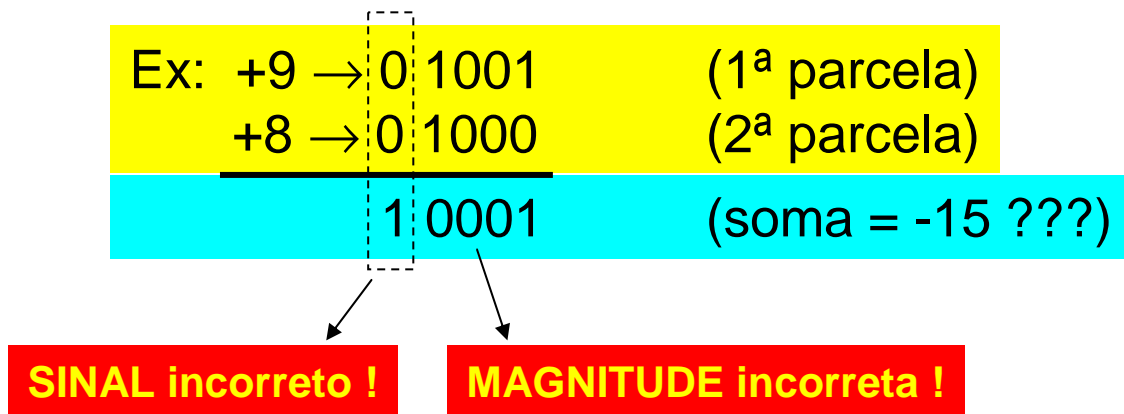 Ex: +9 → 0 1001 (1ª parcela)
+8 → 0 1000 (2ª parcela)
1 0001 (soma = -15 ???)
SINAL incorreto ! MAGNITUDE incorreta !